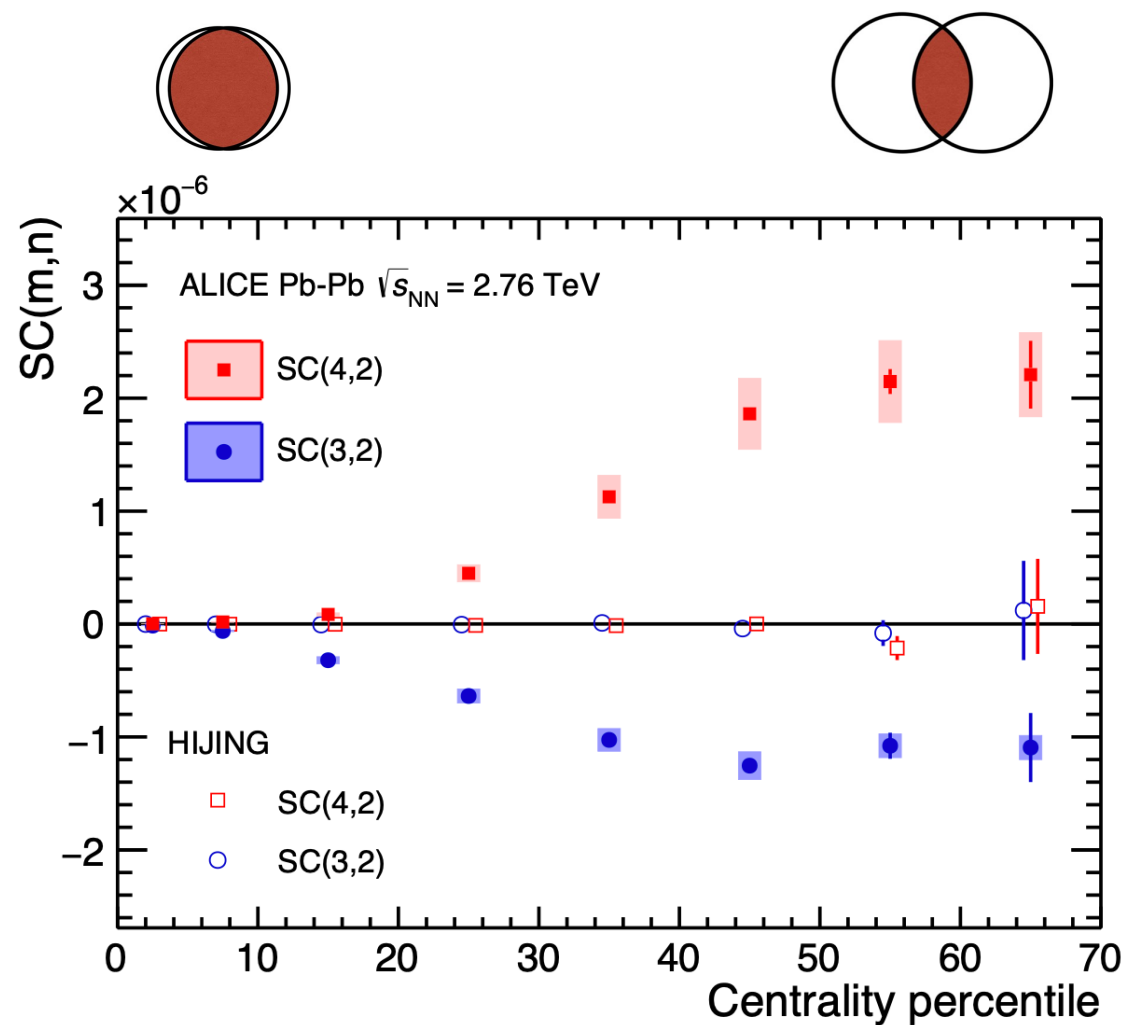 ×10⁻⁶
SC(m,n)
ALICE Pb-Pb √sNN = 2.76 TeV
SC(4,2)
SC(3,2)
HIJING
SC(4,2)
SC(3,2)
3
2
1
0
−1
−2
0 10 20 30 40 50 60 70
Centrality percentile